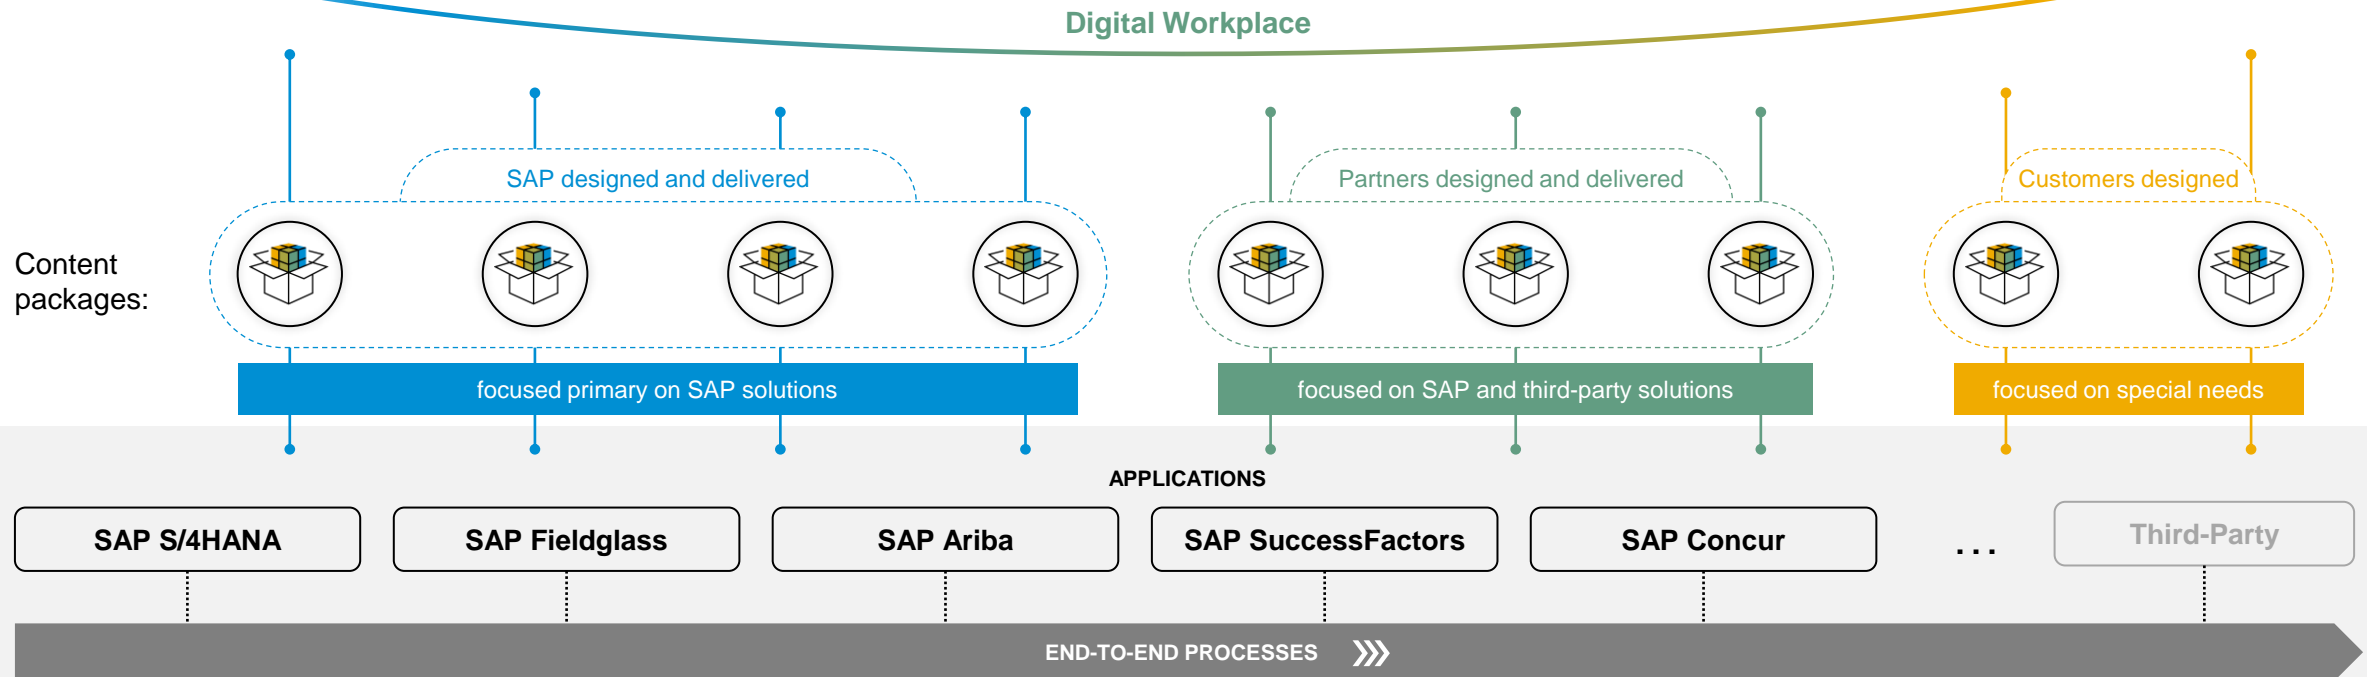 Digital Workplace
SAP designed and delivered
Partners designed and delivered
Customers designed
Content
packages:
focused primary on SAP solutions
focused on SAP and third-party solutions
focused on special needs
APPLICATIONS
SAP S/4HANA
SAP Fieldglass
SAP Ariba
SAP SuccessFactors
SAP Concur
...
Third-Party
END-TO-END PROCESSES